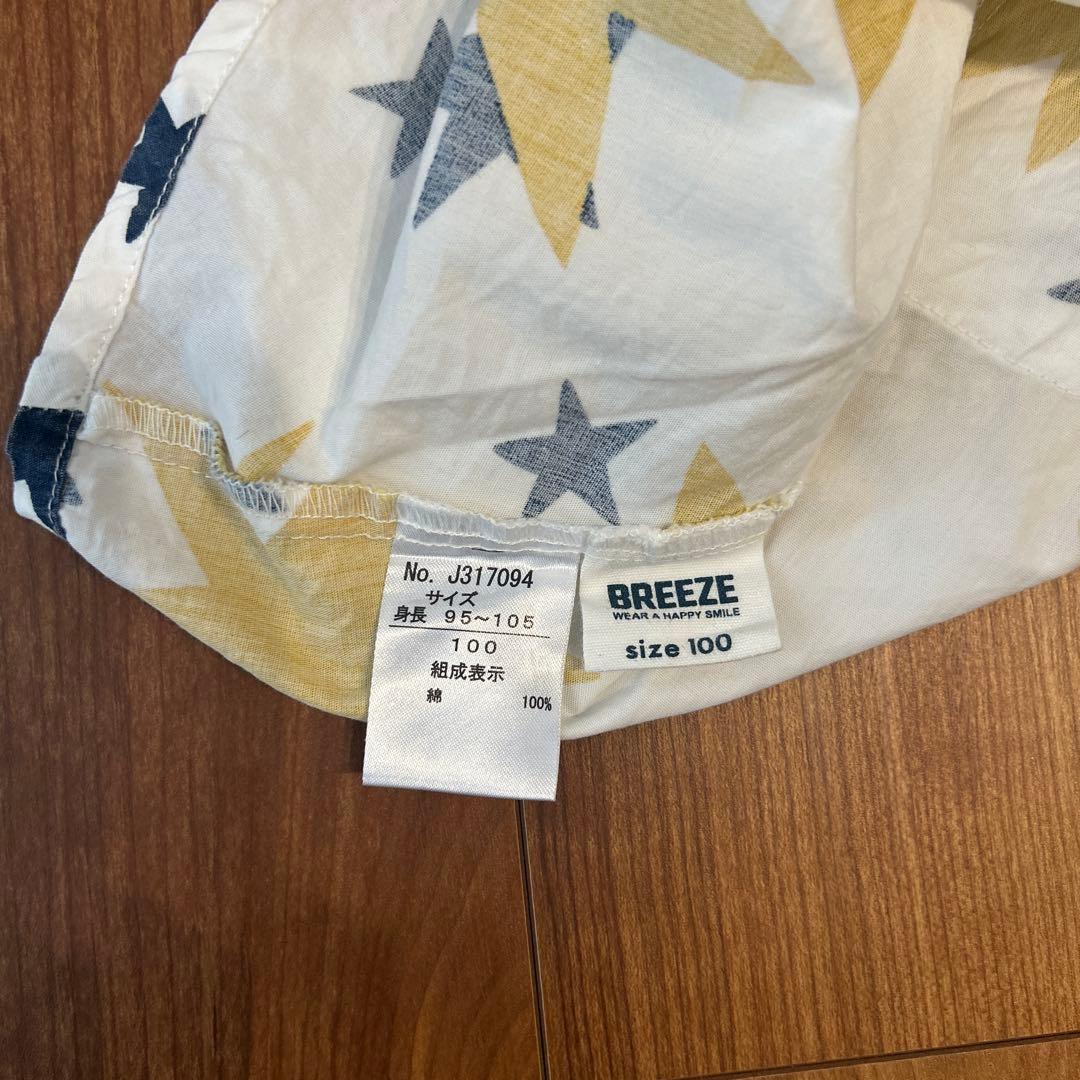 No. J317094
サイズ
身長 95～105
100
組成表示
綿 100%
BREEZE
WEAR A HAPPY SMILE
size 100